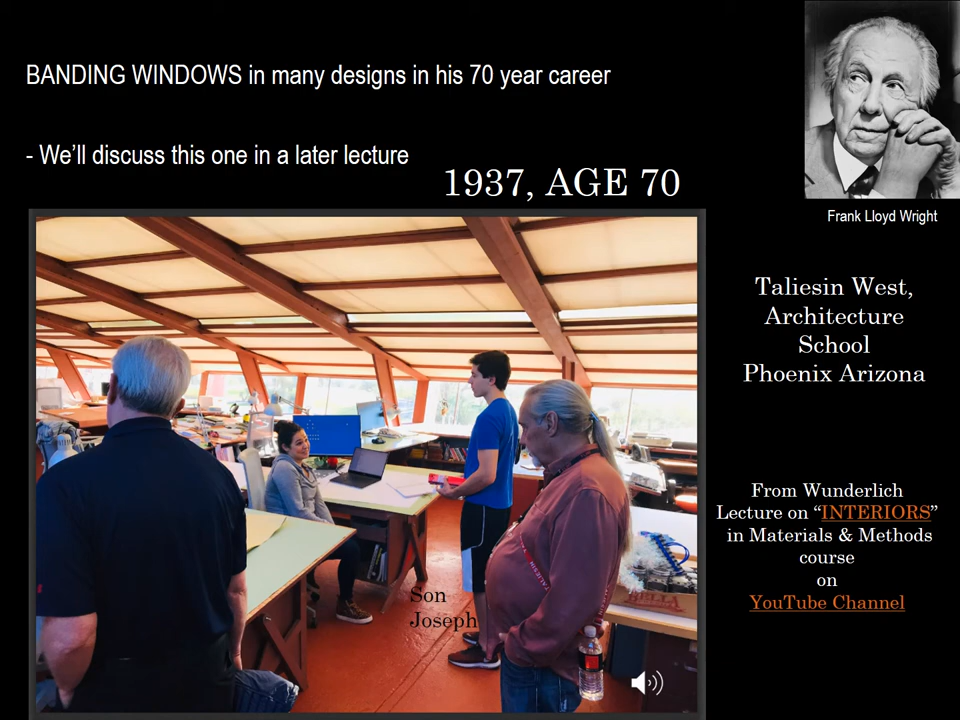 BANDING WINDOWS in many designs in his 70 year career
- We'll discuss this one in a later lecture
1937, AGE 70
Frank Lloyd Wright
Taliesin West,
Architecture
School
Phoenix Arizona
From Wunderlich
Lecture on “INTERIORS”
in Materials & Methods
course
on
YouTube Channel
Son
Joseph